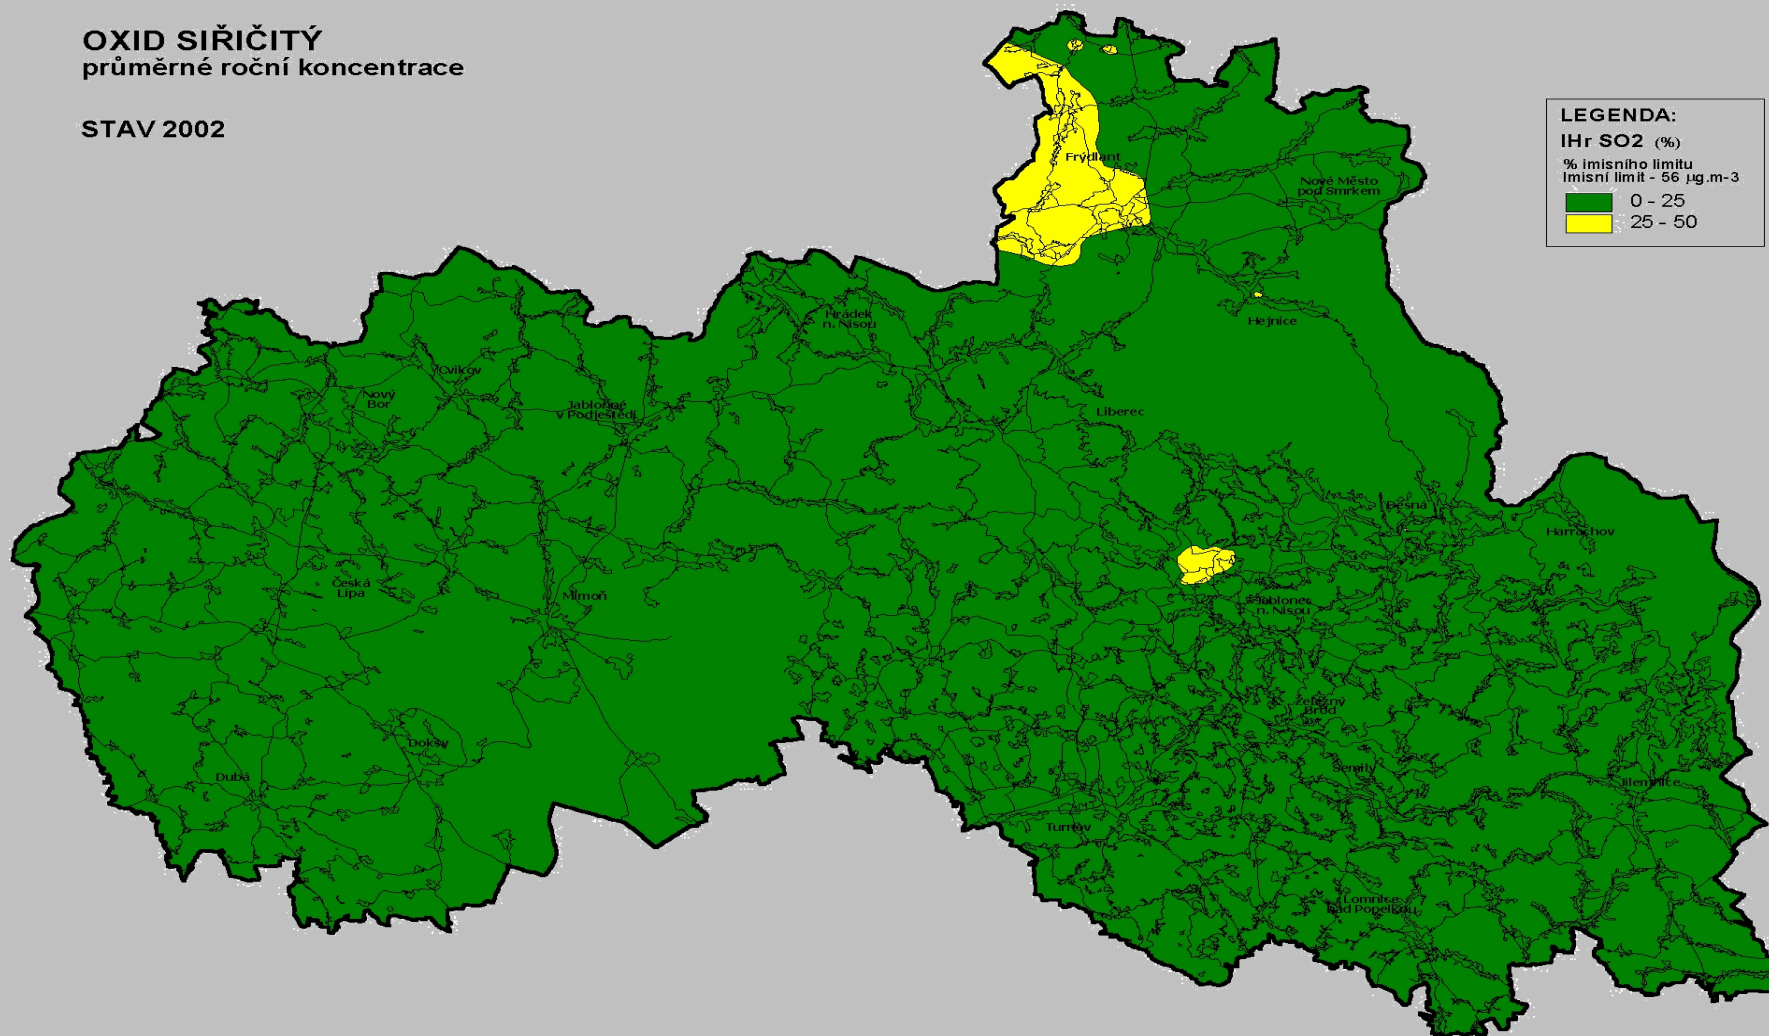 OXID SIŘIČITÝ
průměrné roční koncentrace
STAV 2002
LEGENDA:
IHr SO2 (%)
% imisního limitu
Imisní limit - 56 µg.m-3
0 - 25
25 - 50
Frýdlant
Nové Město
pod Smrkem
Hejnice
Hrádek
n. Nisou
Cvikov
Nový
Bor
Jablonné
v Podještědí
Liberec
Desná
Harrachov
Česká
Lípa
Mimoň
Jablonec
n. Nisou
Železný
Brod
Doksy
Dubá
Semily
Jilemnice
Turnov
Lomnice
nad Popelkou